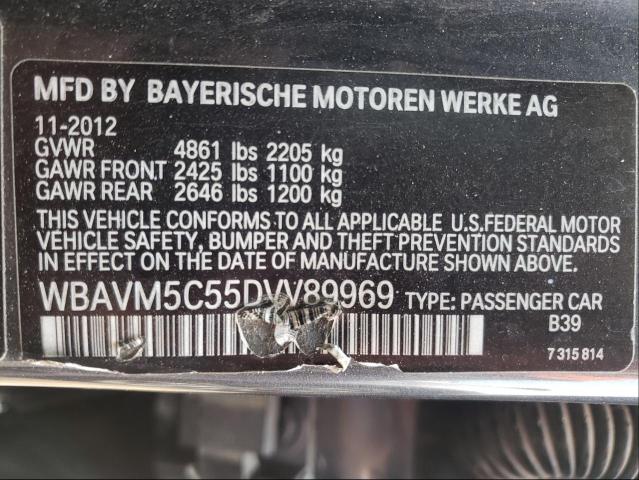 MFD BY BAYERISCHE MOTOREN WERKE AG
11-2012
GVWR 4861 lbs 2205 kg
GAWR FRONT 2425 lbs 1100 kg
GAWR REAR 2646 lbs 1200 kg
THIS VEHICLE CONFORMS TO ALL APPLICABLE U.S.FEDERAL MOTOR
VEHICLE SAFETY, BUMPER AND THEFT PREVENTION STANDARDS
IN EFFECT ON THE DATE OF MANUFACTURE SHOWN ABOVE.
WBAVM5C55DVV89969 TYPE: PASSENGER CAR
B39
7 315 814